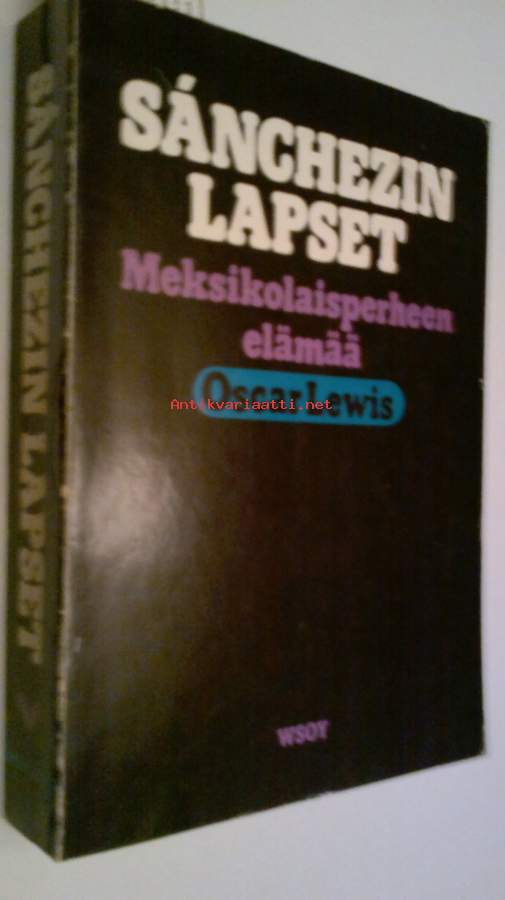 SÁNCHEZIN
LAPSET
Meksikolaisperheen
elämää
Oscar Lewis
Antikvariaatti.net
WSOY
SÁNCHEZIN LAPSET